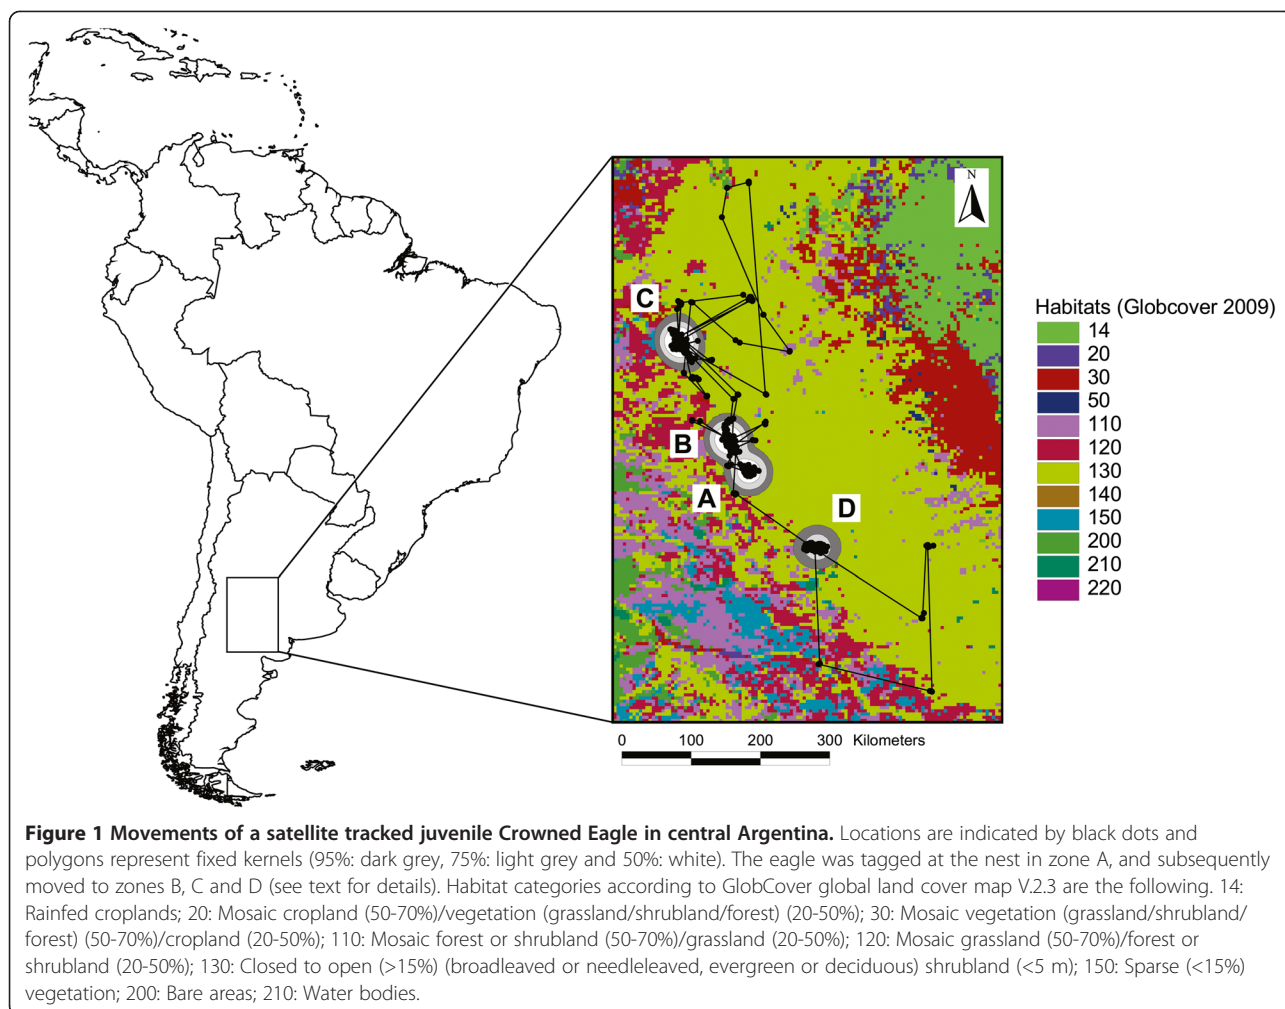 N
C
B
A
D
Habitats (Globcover 2009)
14
20
30
50
110
120
130
140
150
200
210
220
0 100 200 300 Kilometers
Figure 1 Movements of a satellite tracked juvenile Crowned Eagle in central Argentina. Locations are indicated by black dots and
polygons represent fixed kernels (95%: dark grey, 75%: light grey and 50%: white). The eagle was tagged at the nest in zone A, and subsequently
moved to zones B, C and D (see text for details). Habitat categories according to GlobCover global land cover map V.2.3 are the following. 14:
Rainfed croplands; 20: Mosaic cropland (50-70%)/vegetation (grassland/shrubland/forest) (20-50%); 30: Mosaic vegetation (grassland/shrubland/
forest) (50-70%)/cropland (20-50%); 110: Mosaic forest or shrubland (50-70%)/grassland (20-50%); 120: Mosaic grassland (50-70%)/forest or
shrubland (20-50%); 130: Closed to open (>15%) (broadleaved or needleleaved, evergreen or deciduous) shrubland (<5 m); 150: Sparse (<15%)
vegetation; 200: Bare areas; 210: Water bodies.